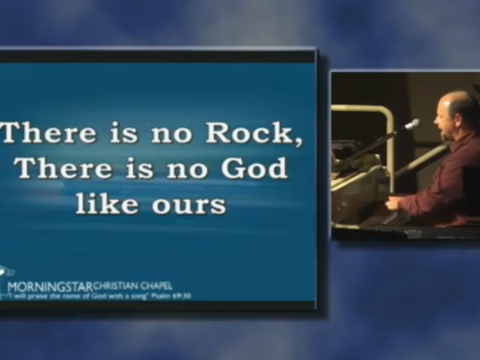 There is no Rock,
There is no God
like ours
MORNINGSTAR CHRISTIAN CHAPEL
"I will praise the name of God with a song" Psalm 69:30